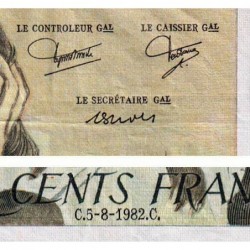 LE CONTROLEUR GAL LE CAISSIER GAL
LE SECRÉTAIRE GAL
CENTS FRAN
C.5-8-1982.C.